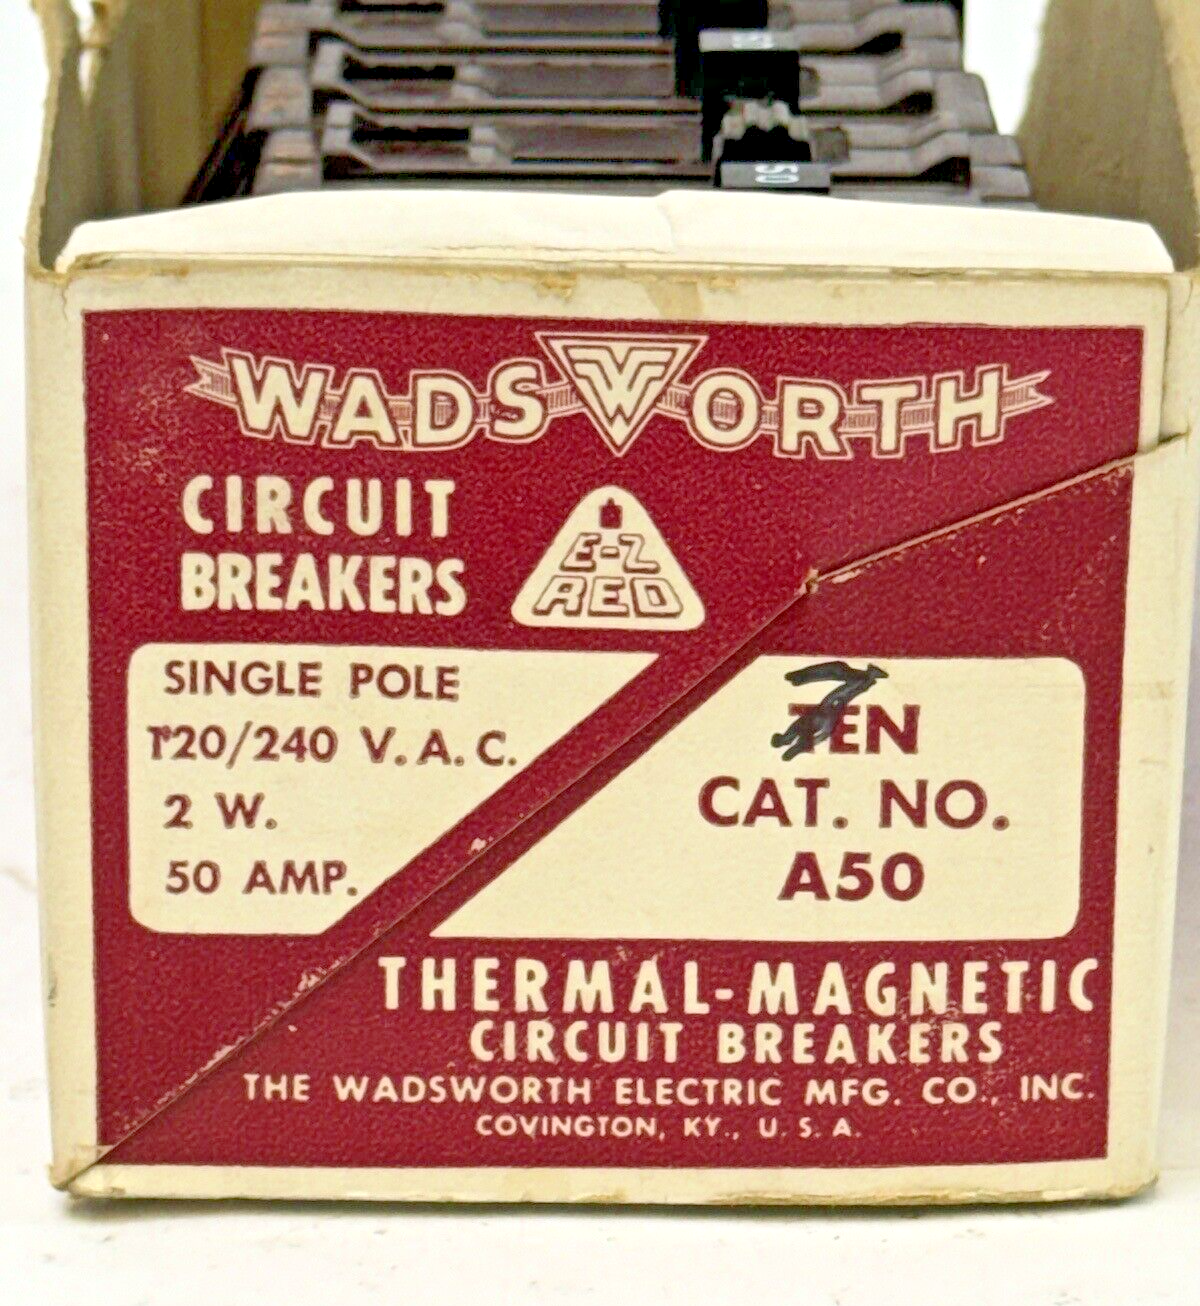 50
WADSWORTH
W
CIRCUIT
BREAKERS
E-Z
RED
SINGLE POLE
120/240 V.A.C.
2 W.
50 AMP.
7
TEN
CAT. NO.
A50
THERMAL-MAGNETIC
CIRCUIT BREAKERS
THE WADSWORTH ELECTRIC MFG. CO., INC.
COVINGTON, KY., U. S. A.